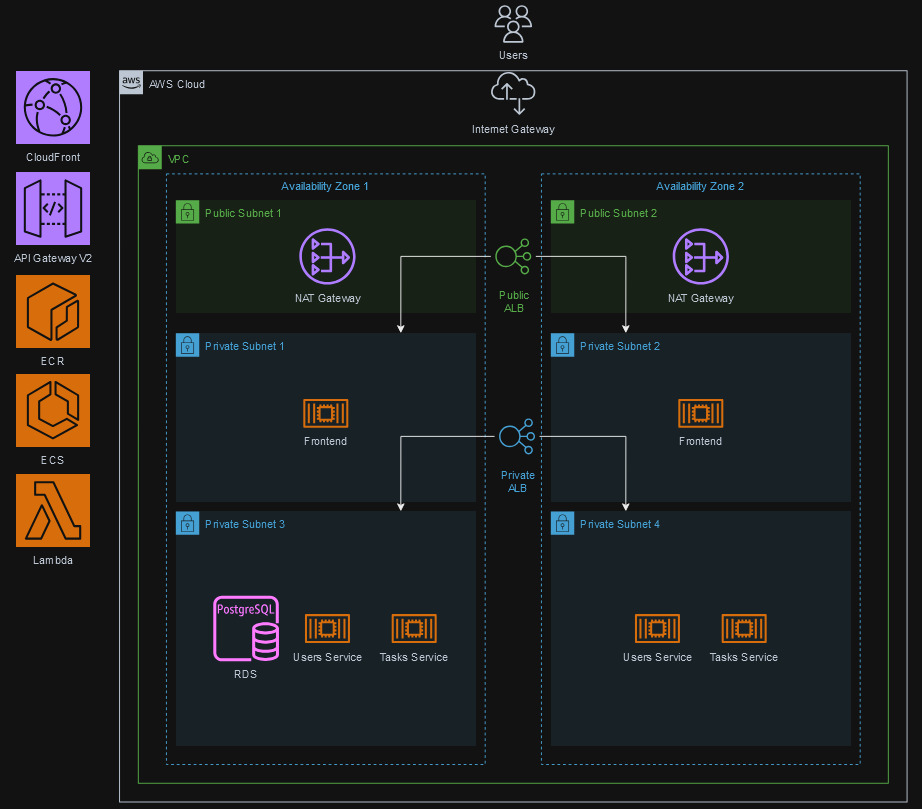 Users
aws
AWS Cloud
Internet Gateway
CloudFront
API Gateway V2
ECR
ECS
Lambda
VPC
Availability Zone 1
Availability Zone 2
Public Subnet 1
NAT Gateway
Public
ALB
Public Subnet 2
NAT Gateway
Private Subnet 1
Frontend
Private Subnet 2
Frontend
Private
ALB
Private Subnet 3
PostgreSQL
RDS
Users Service
Tasks Service
Private Subnet 4
Users Service
Tasks Service